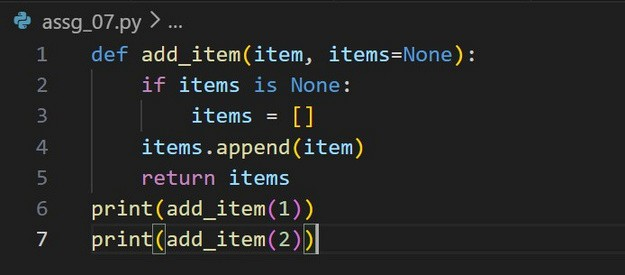 assg_07.py > ...
1 def add_item(item, items=None):
2     if items is None:
3         items = []
4     items.append(item)
5     return items
6 print(add_item(1))
7 print(add_item(2))